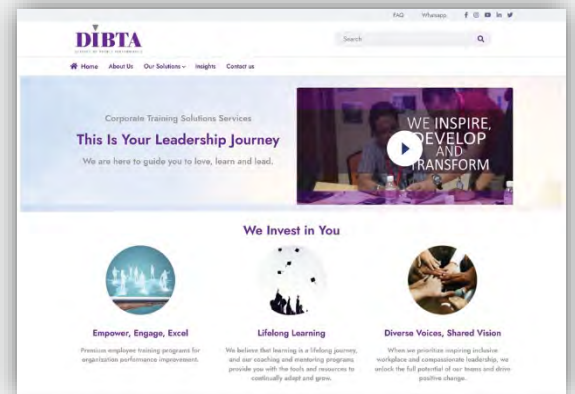 FAQ Whatsapp
DIBTA
Search
Home About Us Our Solutions Insights Contact us
Corporate Training Solutions Services
This Is Your Leadership Journey
We are here to guide you to love, learn and lead.
WE INSPIRE,
DEVELOP
AND
TRANSFORM
We Invest in You
Empower, Engage, Excel
Premium employee training programs for
organisation performance improvement.
Lifelong Learning
We believe that learning is a lifelong journey,
and our coaching and mentoring programs
provide you with the tools and resources to
continually adapt and grow.
Diverse Voices, Shared Vision
When we prioritize inspiring inclusive
workplace and compassionate leadership, we
unlock the full potential of our teams and drive
positive change.